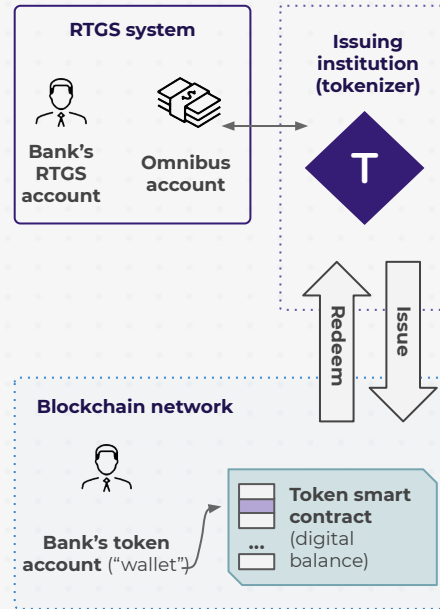 RTGS system
Bank's
RTGS
account
Omnibus
account
Issuing
institution
(tokenizer)
T
Redeem
Issue
Blockchain network
Bank's token
account ("wallet")
Token smart
contract
(digital
balance)
...